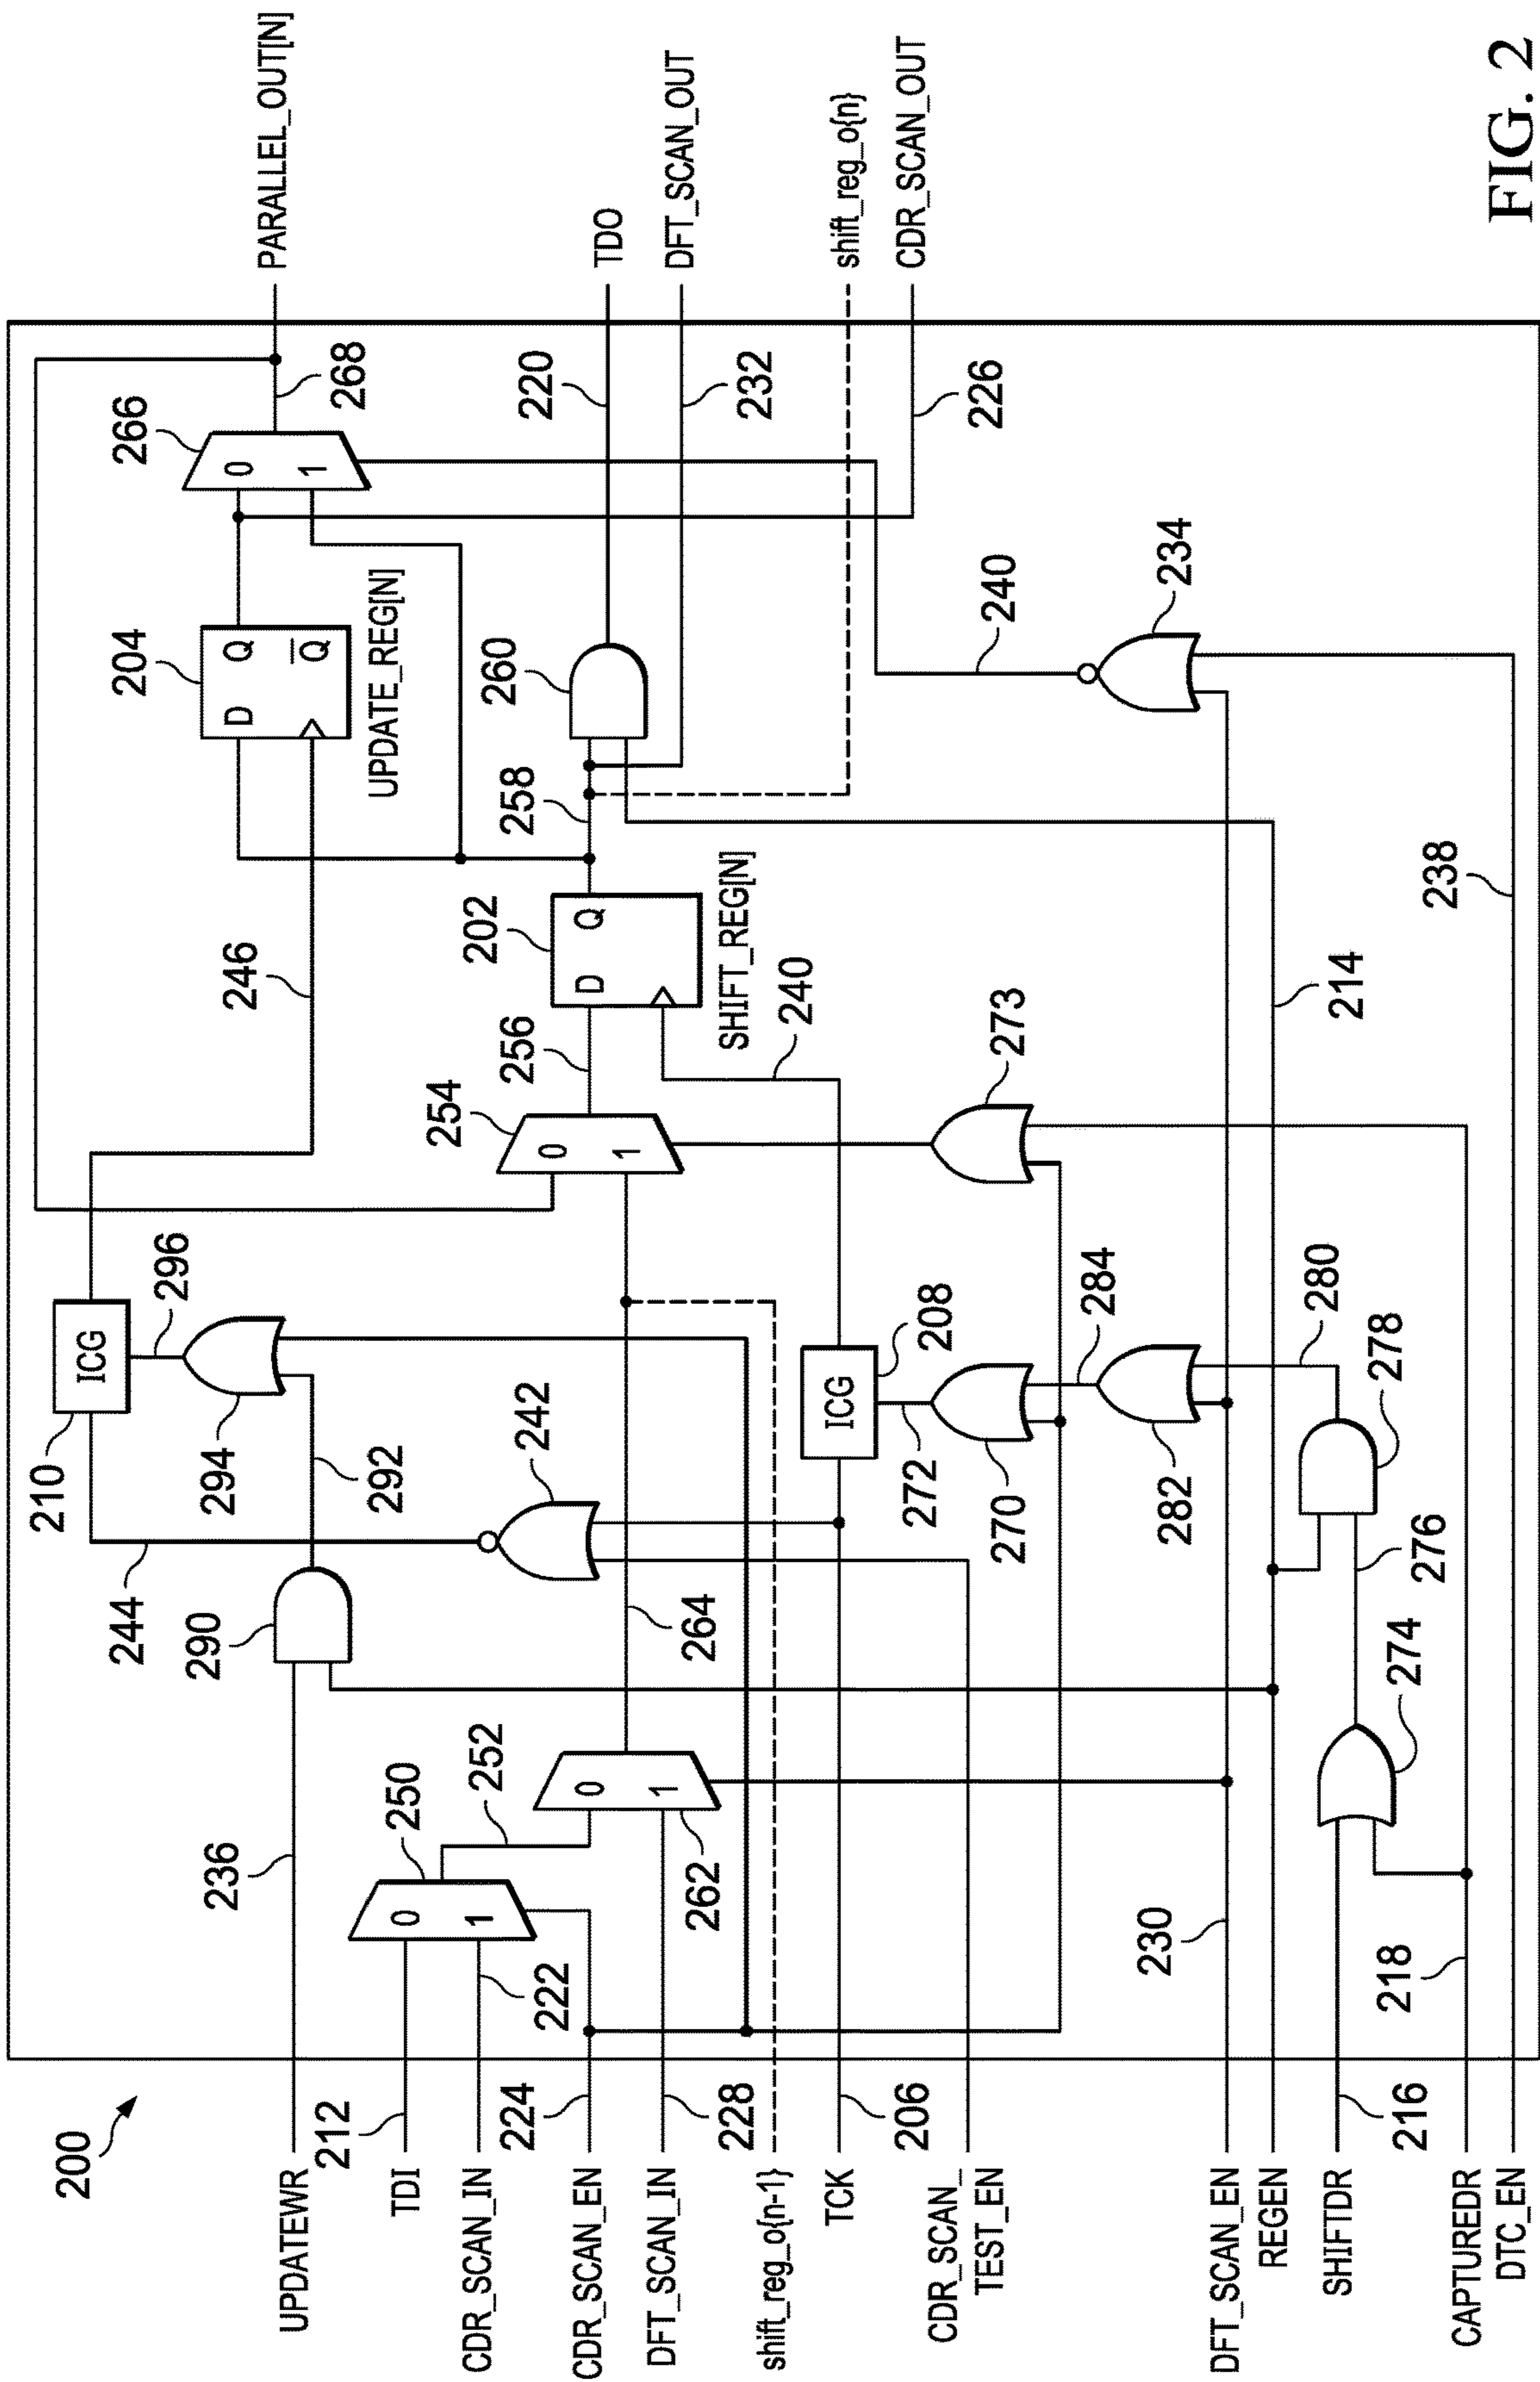 200
UPDATEWR
236
TDI
212
CDR_SCAN_IN
222
CDR_SCAN_EN
224
DFT_SCAN_IN
228
shift_reg_o{n-1}
TCK
206
CDR_SCAN_
TEST_EN
DFT_SCAN_EN
230
REGEN
SHIFTDR
216
CAPTUREDR
218
DTC_EN
0
1
250
252
0
1
262
264
290
292
244
242
210
ICG
294
296
ICG
208
272
270
284
282
280
278
276
274
0
1
254
256
240
273
246
202
D
Q
SHIFT_REG[N]
204
D
Q
Q
UPDATE_REG[N]
258
260
214
238
240
234
0
1
266
268
220
232
226
PARALLEL_OUT[N]
TDO
DFT_SCAN_OUT
shift_reg_o{n}
CDR_SCAN_OUT
FIG. 2